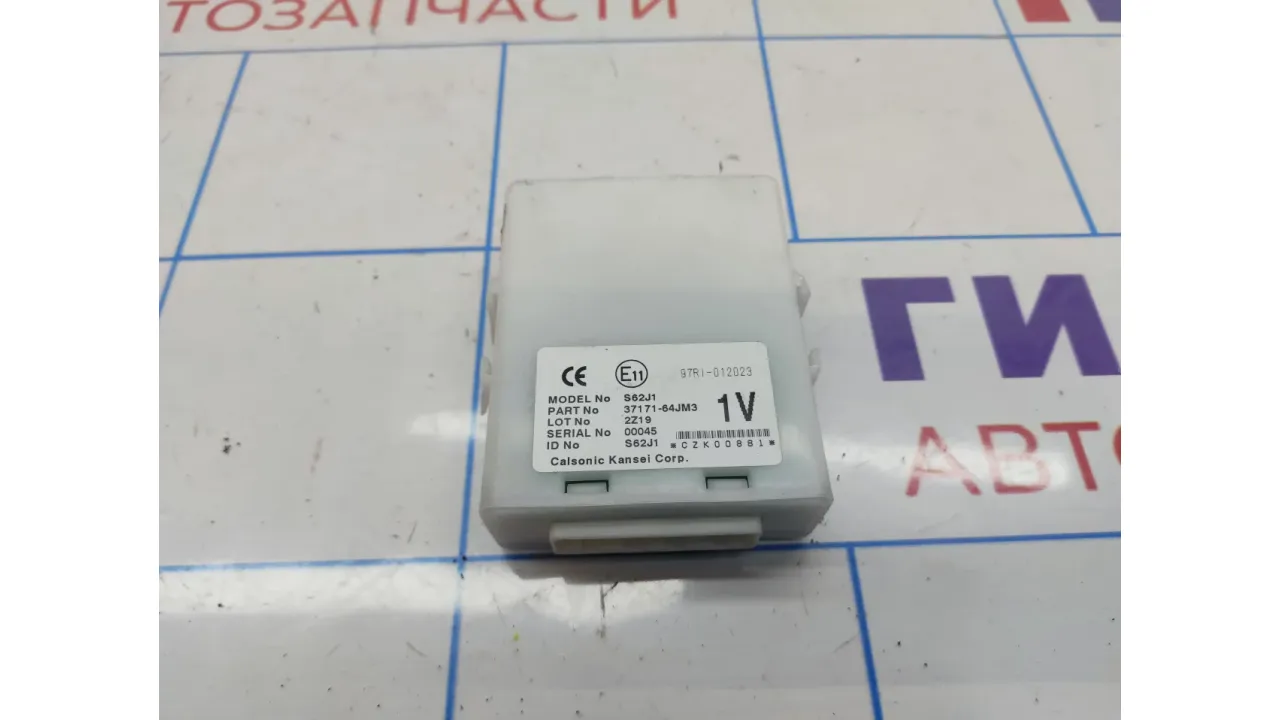 ТОЗАПЧАСТИ
CE E11 97RI-012023
MODEL No S62J1
PART No 37171-64JM3
LOT No 2Z19
SERIAL No 00045
ID No S62J1
1V
*CZK00881*
Calsonic Kansei Corp.
ГИ
АВТ